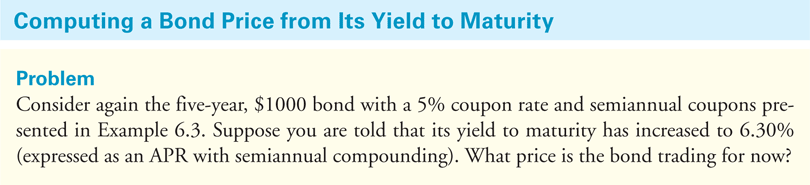 Computing a Bond Price from Its Yield to Maturity
Problem
Consider again the five-year, $1000 bond with a 5% coupon rate and semiannual coupons pre-
sented in Example 6.3. Suppose you are told that its yield to maturity has increased to 6.30%
(expressed as an APR with semiannual compounding). What price is the bond trading for now?